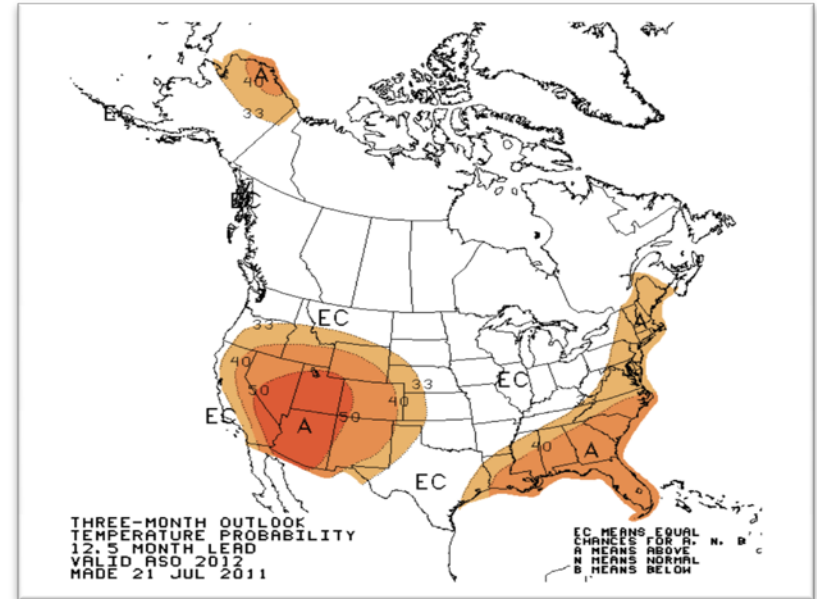 A
40
EC
33
EC
33
EC
A
40
33
EC
50
40
EC
50
A
40
A
EC
THREE-MONTH OUTLOOK
TEMPERATURE PROBABILITY
12.5 MONTH LEAD
VALID ASO 2012
MADE 21 JUL 2011
EC MEANS EQUAL
CHANCES FOR A, N, B
A MEANS ABOVE
N MEANS NORMAL
B MEANS BELOW